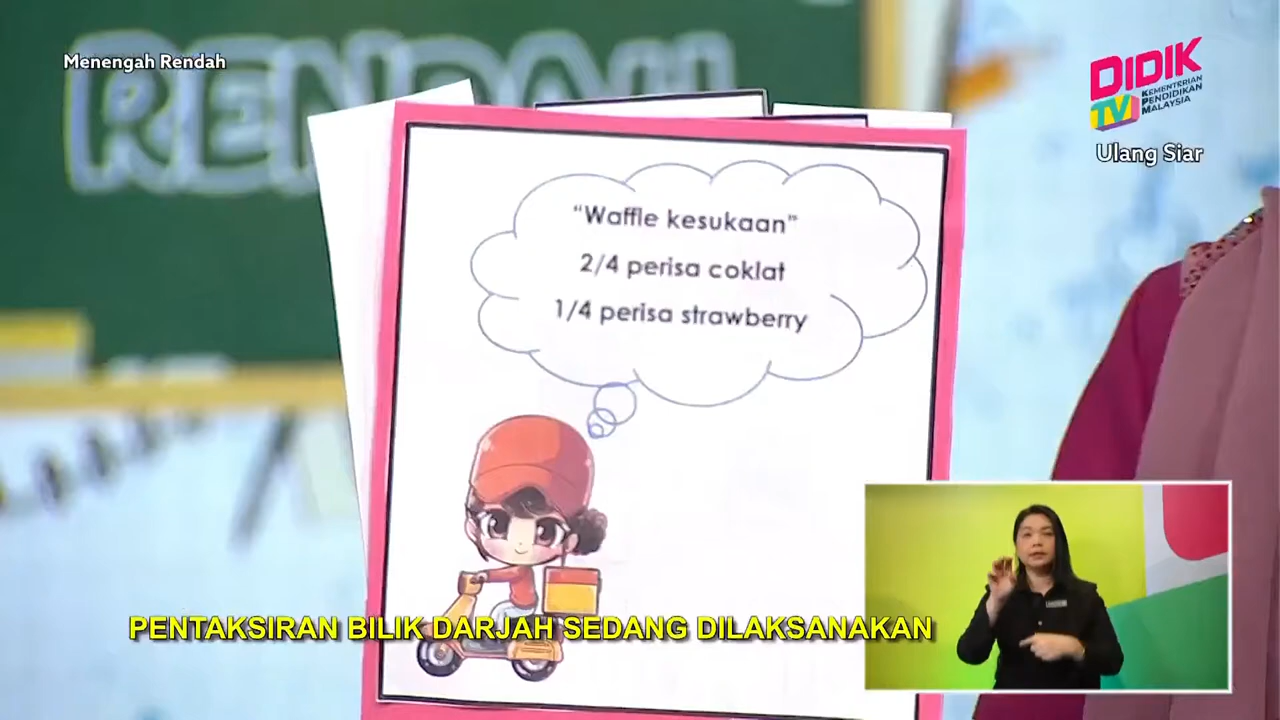 Menengah Rendah
RENDAH
DIDIK
TV
KEMENTERIAN
PENDIDIKAN
MALAYSIA
Ulang Siar
“Waffle kesukaan”
2/4 perisa coklat
1/4 perisa strawberry
PENTAKSIRAN BILIK DARJAH SEDANG DILAKSANAKAN